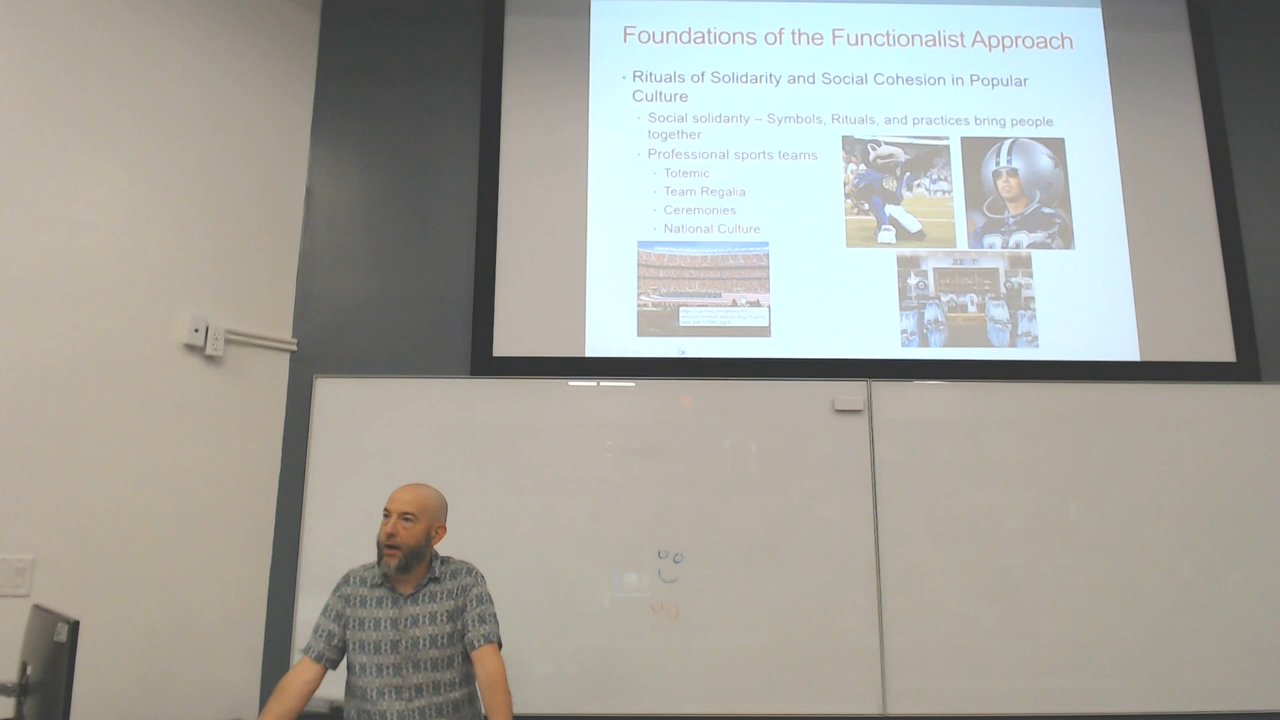 Foundations of the Functionalist Approach
• Rituals of Solidarity and Social Cohesion in Popular
Culture
• Social solidarity – Symbols, Rituals, and practices bring people
together
• Professional sports teams
• Totemic
• Team Regalia
• Ceremonies
• National Culture